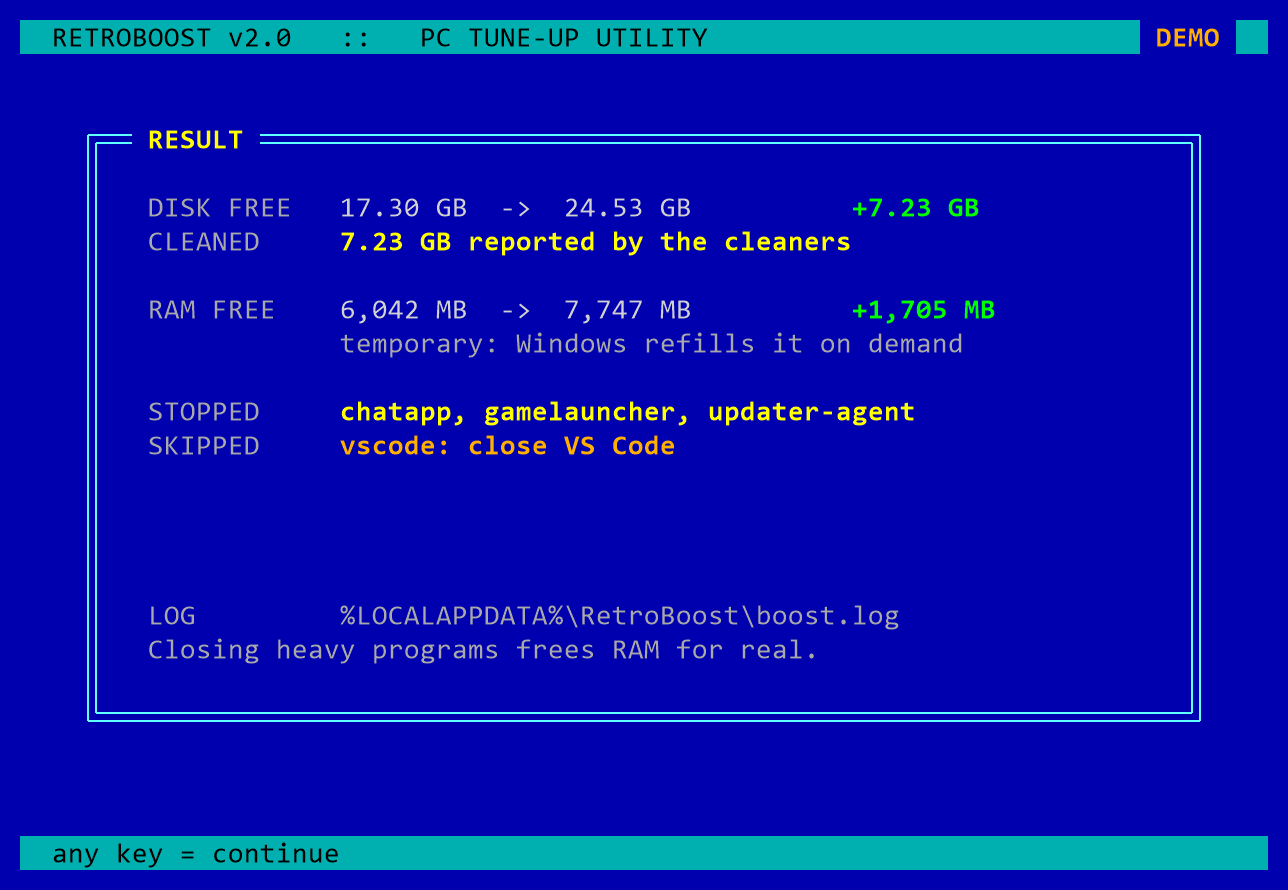 RETROBOOST v2.0 :: PC TUNE-UP UTILITY DEMO
RESULT
DISK FREE 17.30 GB -> 24.53 GB +7.23 GB
CLEANED 7.23 GB reported by the cleaners
RAM FREE 6,042 MB -> 7,747 MB +1,705 MB
temporary: Windows refills it on demand
STOPPED chatapp, gamelauncher, updater-agent
SKIPPED vscode: close VS Code
LOG %LOCALAPPDATA%\RetroBoost\boost.log
Closing heavy programs frees RAM for real.
any key = continue